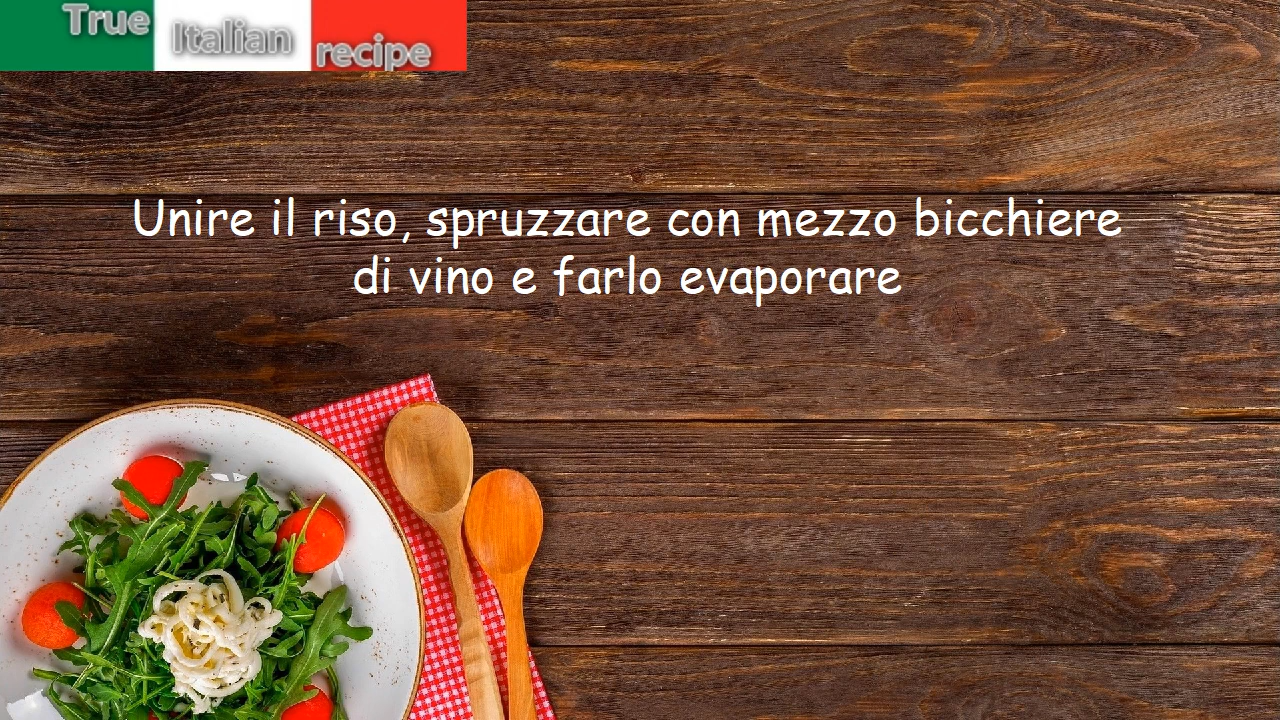 True
Italian
recipe
Unire il riso, spruzzare con mezzo bicchiere
di vino e farlo evaporare